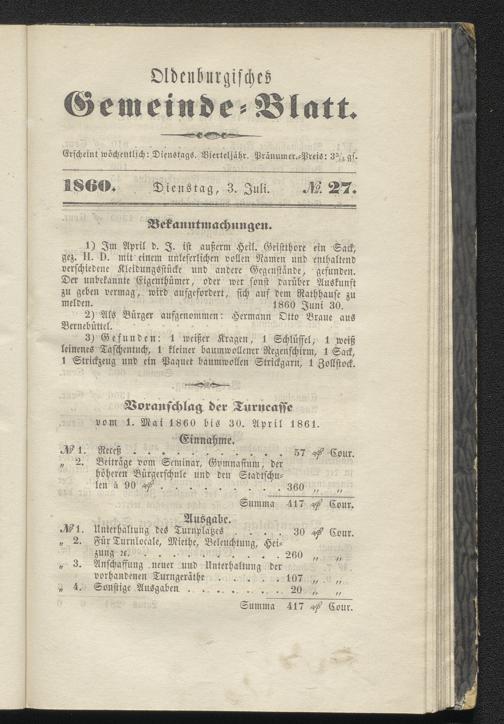 Oldenburgisches
Gemeinde-Blatt.
Erscheint wöchentlich: Dienstags. Vierteljähr. Pränumer.-Preis: 3¾ gſ.
1860. Dienstag, 3. Juli. № 27.
Bekanntmachungen.
1) Im April d. J. ist außerm Heil. Geistthore ein Sack,
gez. H. D. mit einem unleserlichen vollen Namen und enthaltend
verschiedene Kleidungsstücke und andere Gegenstände, gefunden.
Der unbekannte Eigenthümer, oder wer sonst darüber Auskunft
zu geben vermag, wird aufgefordert, sich auf dem Rathhause zu
melden. 1860 Juni 30.
2) Als Bürger aufgenommen: Hermann Otto Braue aus
Bernebüttel.
3) Gefunden: 1 weißer Kragen, 1 Schlüssel, 1 weiß
leinenes Taschentuch, 1 kleiner baumwollener Regenschirm, 1 Sack,
1 Strickzeug und ein Paquet baumwollen Strickgarn, 1 Zollstock.
Voranschlag der Turncasse
vom 1. Mai 1860 bis 30. April 1861.
Einnahme.
№ 1. Receß . . . . . . . . . . . 57 ₰ Cour.
„ 2. Beiträge vom Seminar, Gymnasium, der
höheren Bürgerschule und den Stadtschu-
len à 90 ₰ . . . . . . . . . 360 „ „
Summa 417 ₰ Cour.
Ausgabe.
№ 1. Unterhaltung des Turnplatzes . . . . 30 ₰ Cour.
„ 2. Für Turnlocale, Miethe, Beleuchtung, Hei-
zung ꝛc. . . . . . . . . . . 260 „ „
„ 3. Anschaffung neuer und Unterhaltung der
vorhandenen Turngeräthe . . . . . 107 „ „
„ 4. Sonstige Ausgaben . . . . . . . 20 „ „
Summa 417 ₰ Cour.